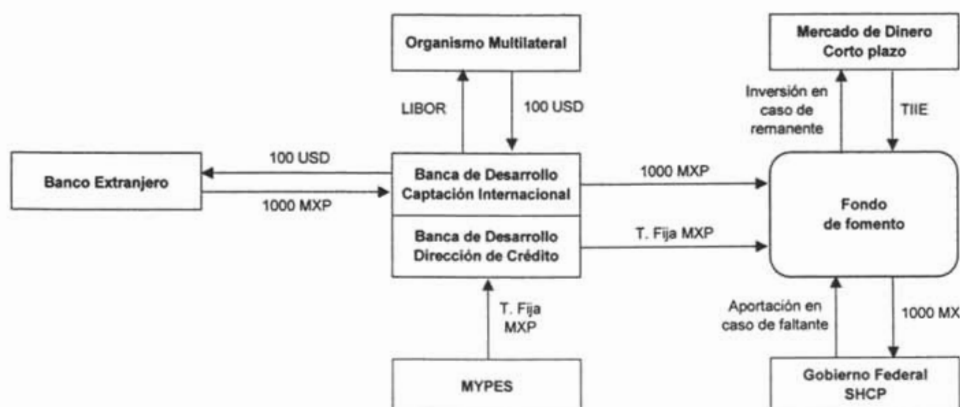 Organismo Multilateral
Mercado de Dinero
Corto plazo
LIBOR
100 USD
Inversión en
caso de
remanente
TIIE
Banco Extranjero
100 USD
1000 MXP
Banca de Desarrollo
Captación Internacional
1000 MXP
Fondo
de fomento
Banca de Desarrollo
Dirección de Crédito
T. Fija MXP
T. Fija
MXP
Aportación en
caso de faltante
1000 MX
MYPES
Gobierno Federal
SHCP